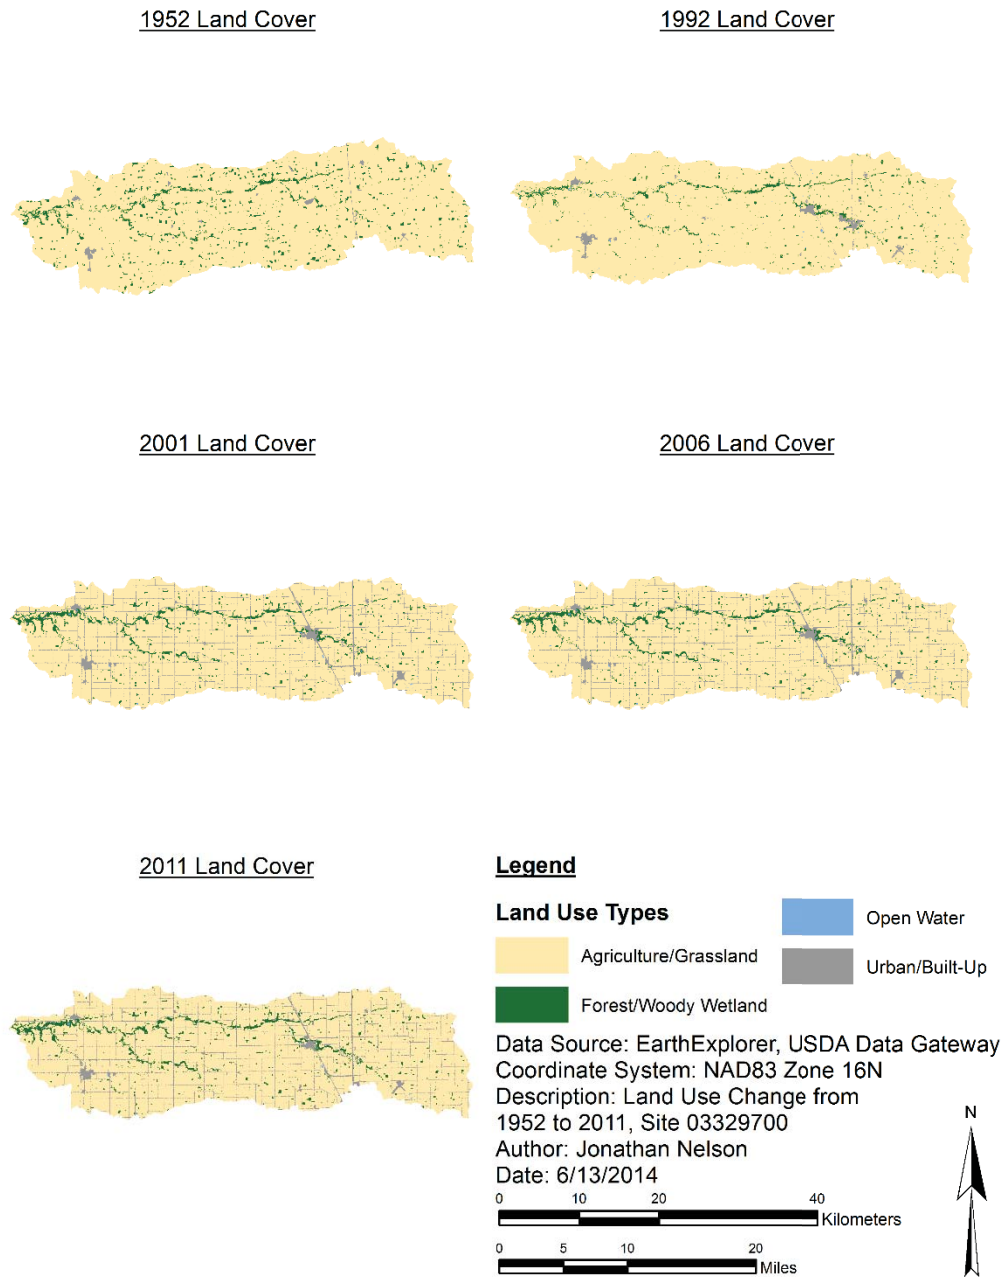 1952 Land Cover
1992 Land Cover
2001 Land Cover
2006 Land Cover
2011 Land Cover
Legend
Land Use Types
Agriculture/Grassland
Forest/Woody Wetland
Open Water
Urban/Built-Up
Data Source: EarthExplorer, USDA Data Gateway
Coordinate System: NAD83 Zone 16N
Description: Land Use Change from
1952 to 2011, Site 03329700
Author: Jonathan Nelson
Date: 6/13/2014
N
0 10 20 40
Kilometers
0 5 10 20
Miles